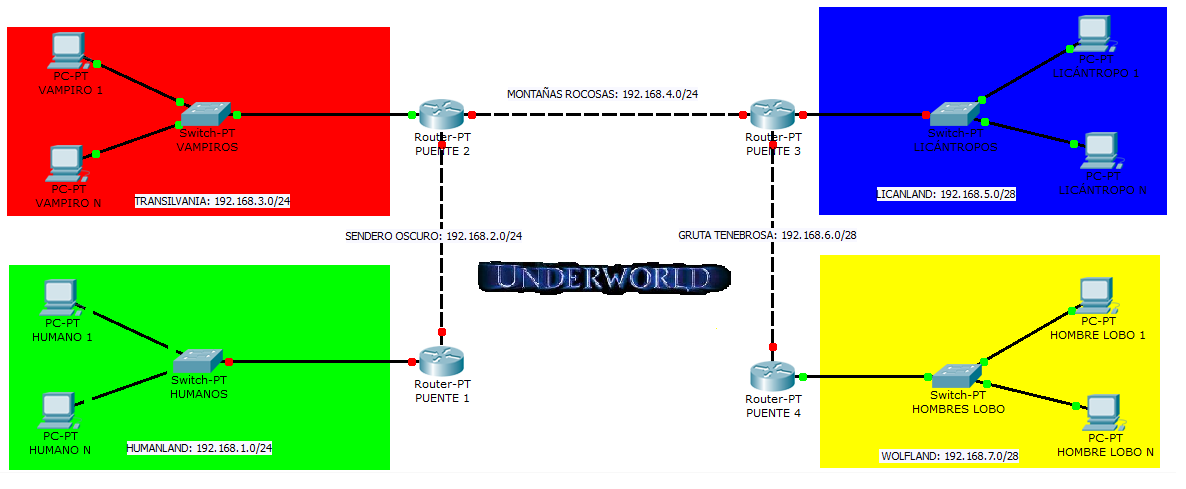 PC-PT
VAMPIRO 1
Switch-PT
VAMPIROS
PC-PT
VAMPIRO N
TRANSILVANIA: 192.168.3.0/24
Router-PT
PUENTE 2
MONTAÑAS ROCOSAS: 192.168.4.0/24
Router-PT
PUENTE 3
PC-PT
LICÁNTROPO 1
Switch-PT
LICÁNTROPOS
PC-PT
LICÁNTROPO N
LICANLAND: 192.168.5.0/28
SENDERO OSCURO: 192.168.2.0/24
GRUTA TENEBROSA: 192.168.6.0/28
UNDERWORLD
PC-PT
HUMANO 1
Switch-PT
HUMANOS
PC-PT
HUMANO N
HUMANLAND: 192.168.1.0/24
Router-PT
PUENTE 1
Router-PT
PUENTE 4
PC-PT
HOMBRE LOBO 1
Switch-PT
HOMBRES LOBO
PC-PT
HOMBRE LOBO N
WOLFLAND: 192.168.7.0/28